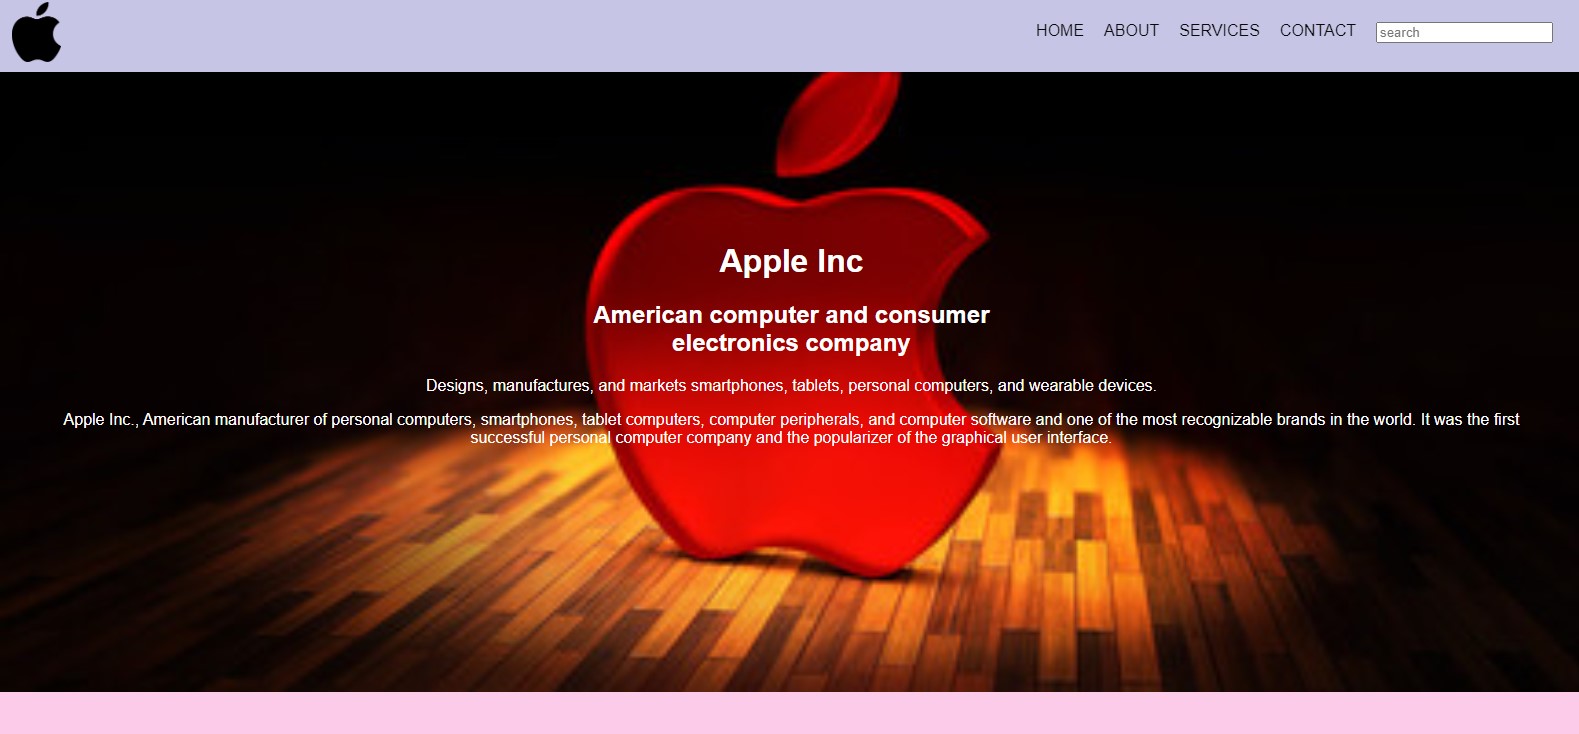 HOME ABOUT SERVICES CONTACT search
Apple Inc
American computer and consumer
electronics company
Designs, manufactures, and markets smartphones, tablets, personal computers, and wearable devices.
Apple Inc., American manufacturer of personal computers, smartphones, tablet computers, computer peripherals, and computer software and one of the most recognizable brands in the world. It was the first
successful personal computer company and the popularizer of the graphical user interface.